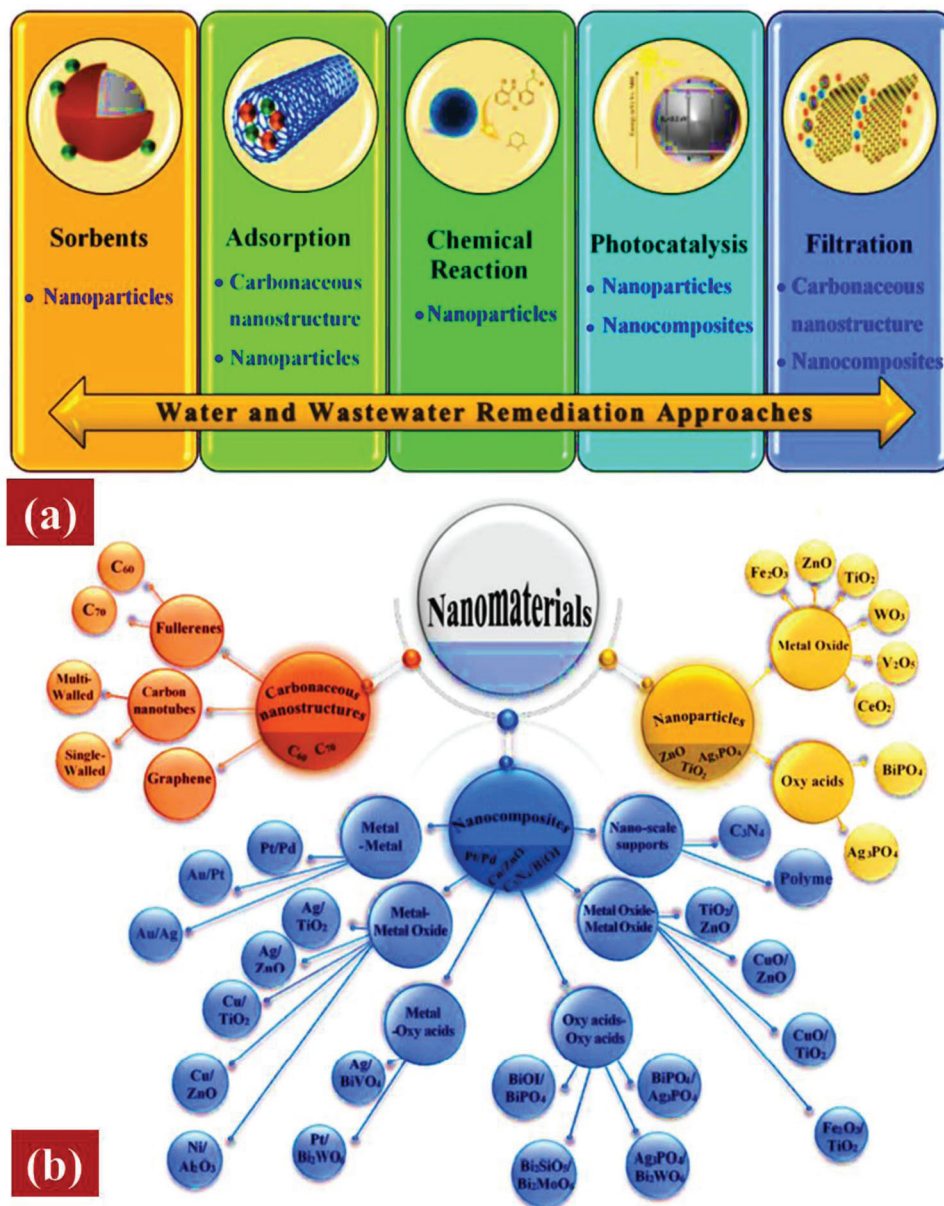 Sorbents
• Nanoparticles
Adsorption
• Carbonaceous
nanostructure
• Nanoparticles
Chemical
Reaction
• Nanoparticles
Photocatalysis
• Nanoparticles
• Nanocomposites
Filtration
• Carbonaceous
nanostructure
• Nanocomposites
Water and Wastewater Remediation Approaches
(a)
Nanomaterials
Carbonaceous
nanostructures
C₆₀ C₇₀
Fullerenes
C₆₀
C₇₀
Carbon
nanotubes
Multi-
Walled
Single-
Walled
Graphene
Nanoparticles
ZnO Ag₃PO₄
TiO₂
Metal Oxide
Fe₂O₃
ZnO
TiO₂
WO₃
V₂O₅
CeO₂
Oxy acids
BiPO₄
Ag₃PO₄
Nanocomposites
Pt/Pd
Cu/ZnO
C₃N₄/BiOI
Metal
-Metal
Pt/Pd
Au/Pt
Au/Ag
Metal-
Metal Oxide
Ag/
TiO₂
Ag/
ZnO
Cu/
TiO₂
Cu/
ZnO
Ni/
Al₂O₃
Metal
-Oxy acids
Ag/
BiVO₄
Pt/
Bi₂WO₆
Oxy acids-
Oxy acids
BiOI/
BiPO₄
Bi₂SiO₅/
Bi₂MoO₆
BiPO₄/
Ag₃PO₄
Ag₃PO₄/
Bi₂WO₆
Metal Oxide-
Metal Oxide
TiO₂/
ZnO
CuO/
ZnO
CuO/
TiO₂
Fe₂O₃/
TiO₂
Nano-scale
supports
C₃N₄
Polyme
(b)